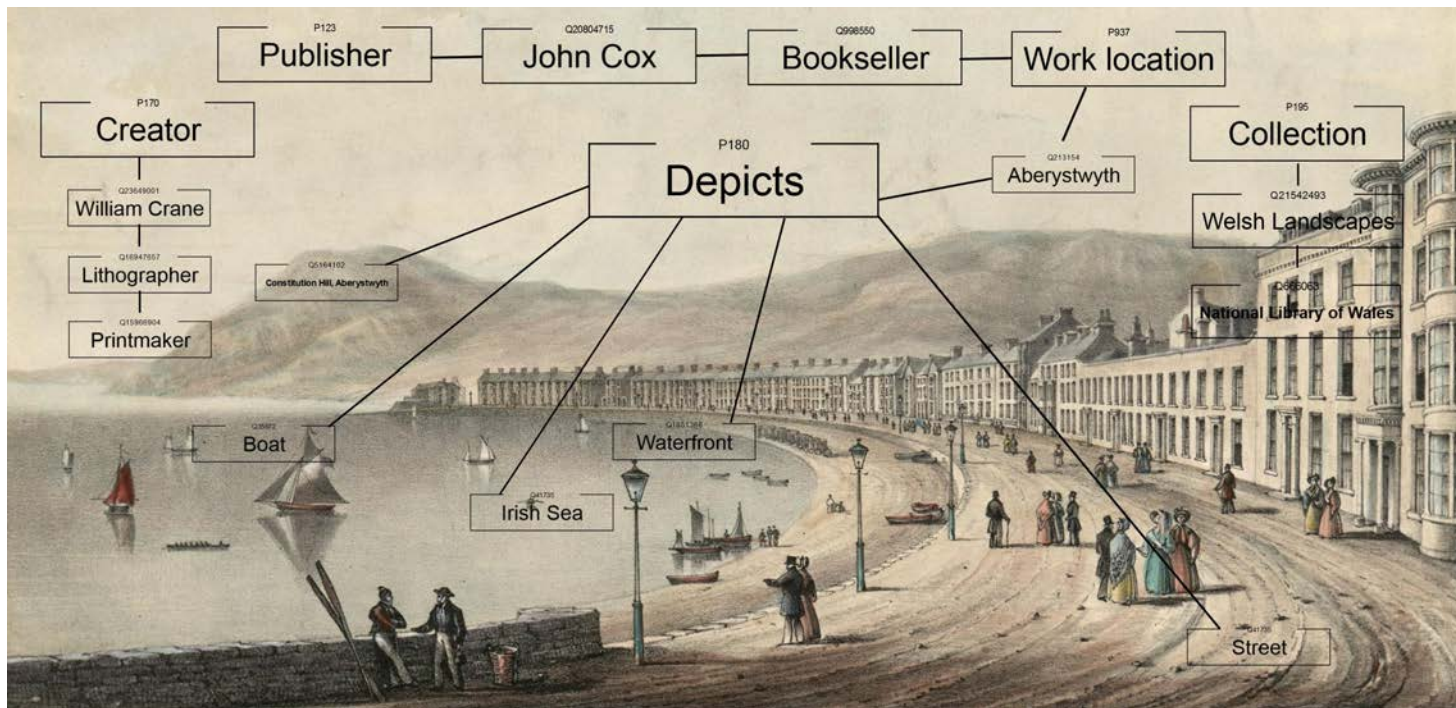 P123
Publisher
Q20804715
John Cox
Q998550
Bookseller
P937
Work location
P170
Creator
P195
Collection
P180
Depicts
Q213154
Aberystwyth
Q23649001
William Crane
Q21542493
Welsh Landscapes
Q16947657
Lithographer
Q5164102
Constitution Hill, Aberystwyth
Q666063
National Library of Wales
Q15966904
Printmaker
Boat
Waterfront
Q41735
Irish Sea
Street